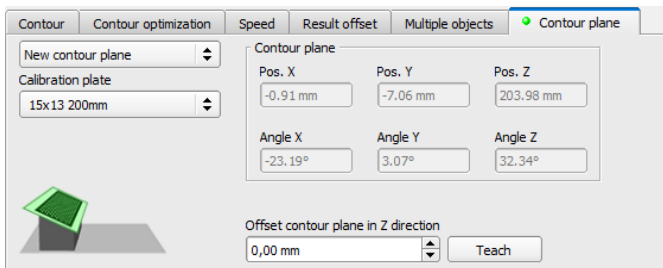 Contour Contour optimization Speed Result offset Multiple objects Contour plane
New contour plane
Calibration plate
15x13 200mm
Contour plane
Pos. X Pos. Y Pos. Z
-0.91 mm -7.06 mm 203.98 mm
Angle X Angle Y Angle Z
-23.19° 3.07° 32.34°
Offset contour plane in Z direction
0,00 mm Teach